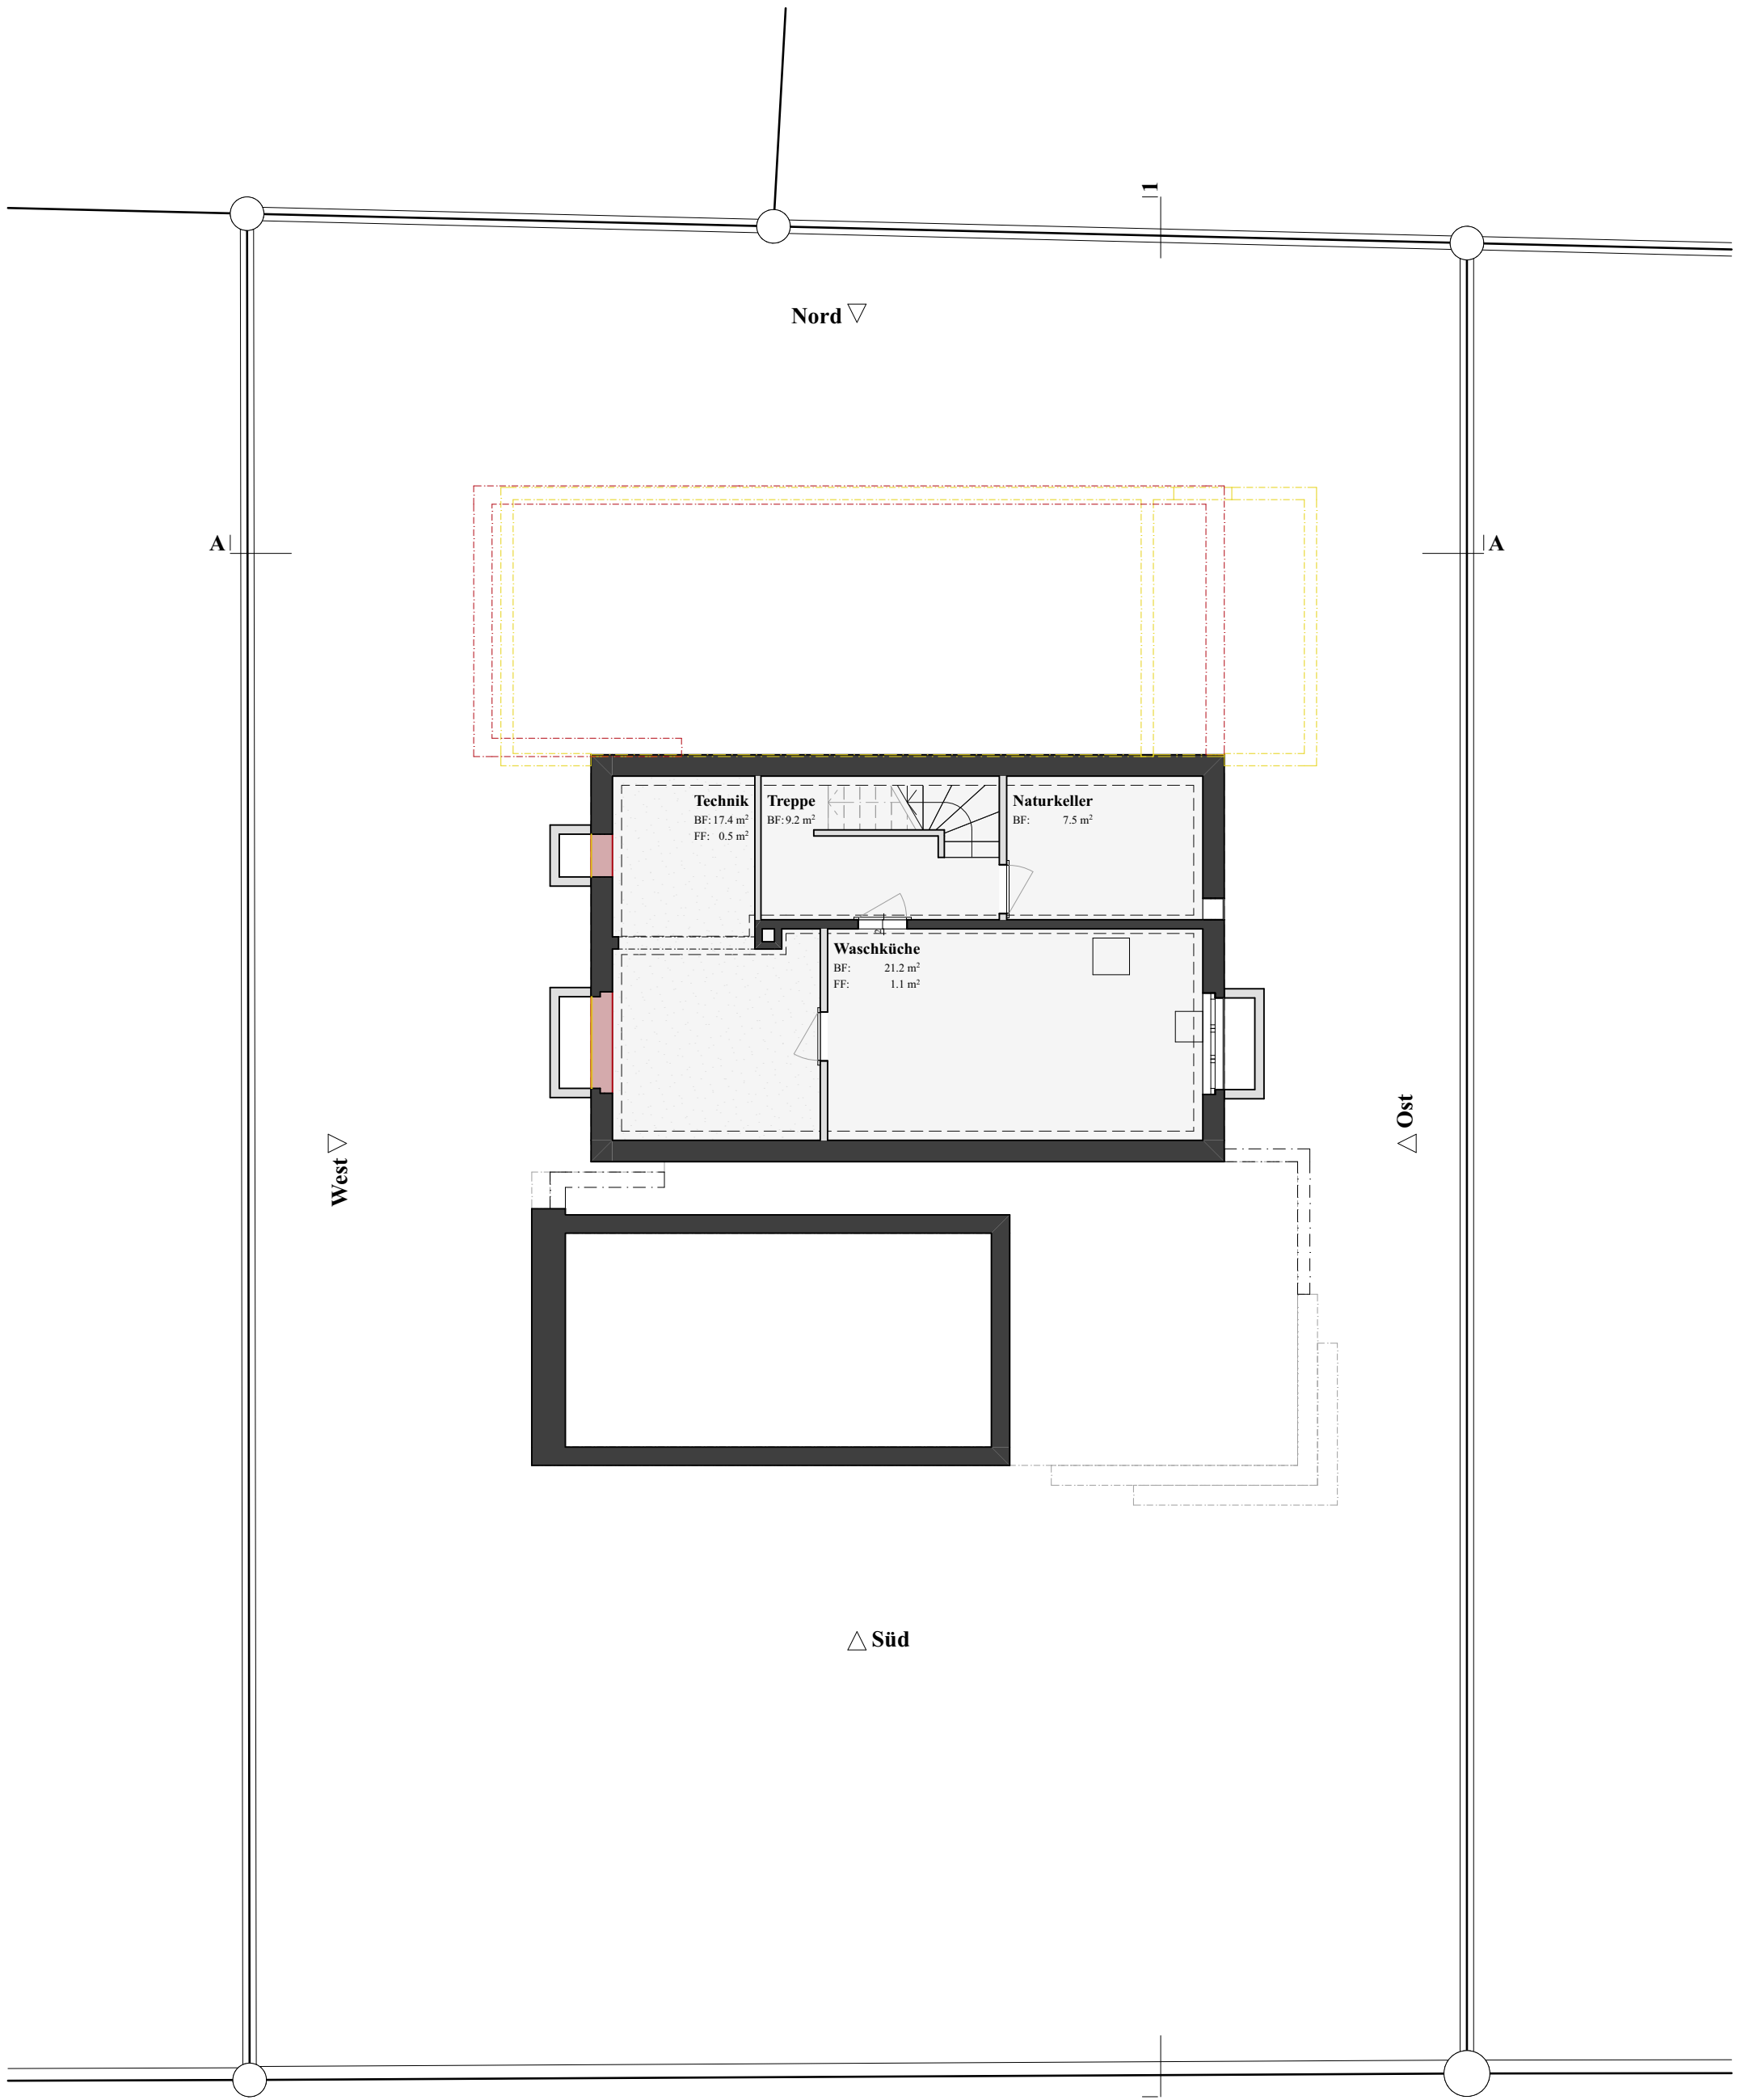 1
Nord
A
A
Technik
BF: 17.4 m²
FF: 0.5 m²
Treppe
BF: 9.2 m²
Naturkeller
BF: 7.5 m²
Waschküche
BF: 21.2 m²
FF: 1.1 m²
West
Ost
Süd